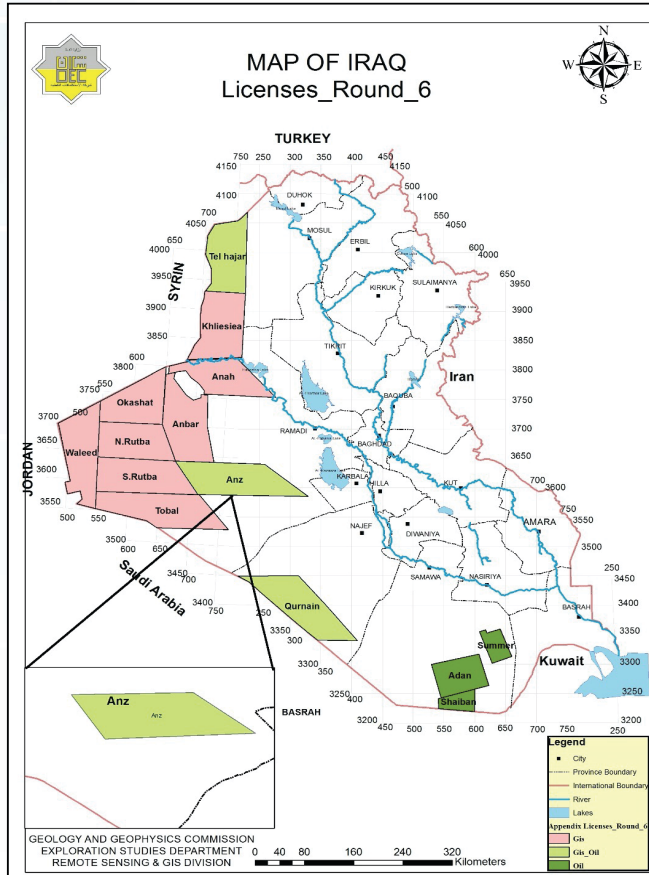 OEC
MAP OF IRAQ
Licenses_Round_6
N
W E
S
TURKEY
750 250 300 350 400 450
4150 4150
4100 500 4100
700 550
4050 4050
DUHOK
MOSUL
ERBIL
650 4000 600 4000
Tel hajar
SYRIN
3950 650 3950
KIRKUK
SULAIMANYA
3900 3900
Khliesiea
3850 3850
TIKRIT
600 3800 3800
Iran
Anah
550 3750 3750
BAQUBA
Okashat
500 3700 3700
Anbar
RAMADI
BAGHDAD
3650 3650
N.Rutba
JORDAN
Waleed
3600 700 3600
S.Rutba
Anz
KARBALA
HILLA
KUT
3550 750 3550
Tobal
500 550
NAJEF
DIWANIYA
AMARA
3500 600 650 3500
Saudi Arabia
3450 700 250 3450
SAMAWA
NASIRIYA
3400 750 250 3400
Qurnain
BASRAH
3350 300 3350
Summer
3300 350 3300
Kuwait
Adan
3250 400 3250
Shaiban
3200 450 500 550 600 650 700 750 3200
BASRAH
Anz
Anz
Legend
City
Province Boundary
International Boundary
River
Lakes
Appendix Licenses_Round_6
Gis
Gis_Oil
Oil
GEOLOGY AND GEOPHYSICS COMMISSION
EXPLORATION STUDIES DEPARTMENT
REMOTE SENSING & GIS DIVISION
0 40 80 160 240 320
Kilometers